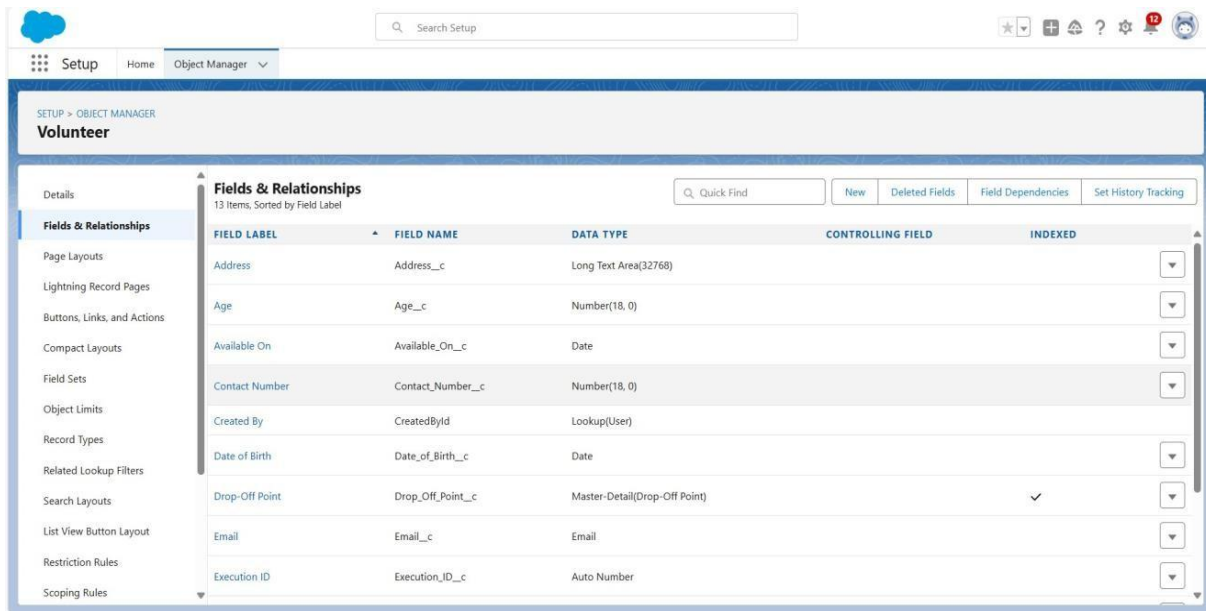 Search Setup
12
Setup Home Object Manager
SETUP > OBJECT MANAGER
Volunteer
Details
Fields & Relationships
Page Layouts
Lightning Record Pages
Buttons, Links, and Actions
Compact Layouts
Field Sets
Object Limits
Record Types
Related Lookup Filters
Search Layouts
List View Button Layout
Restriction Rules
Scoping Rules
Fields & Relationships
13 Items, Sorted by Field Label
Quick Find New Deleted Fields Field Dependencies Set History Tracking
FIELD LABEL FIELD NAME DATA TYPE CONTROLLING FIELD INDEXED
Address Address__c Long Text Area(32768)
Age Age__c Number(18, 0)
Available On Available_On__c Date
Contact Number Contact_Number__c Number(18, 0)
Created By CreatedById Lookup(User)
Date of Birth Date_of_Birth__c Date
Drop-Off Point Drop_Off_Point__c Master-Detail(Drop-Off Point)
Email Email__c Email
Execution ID Execution_ID__c Auto Number